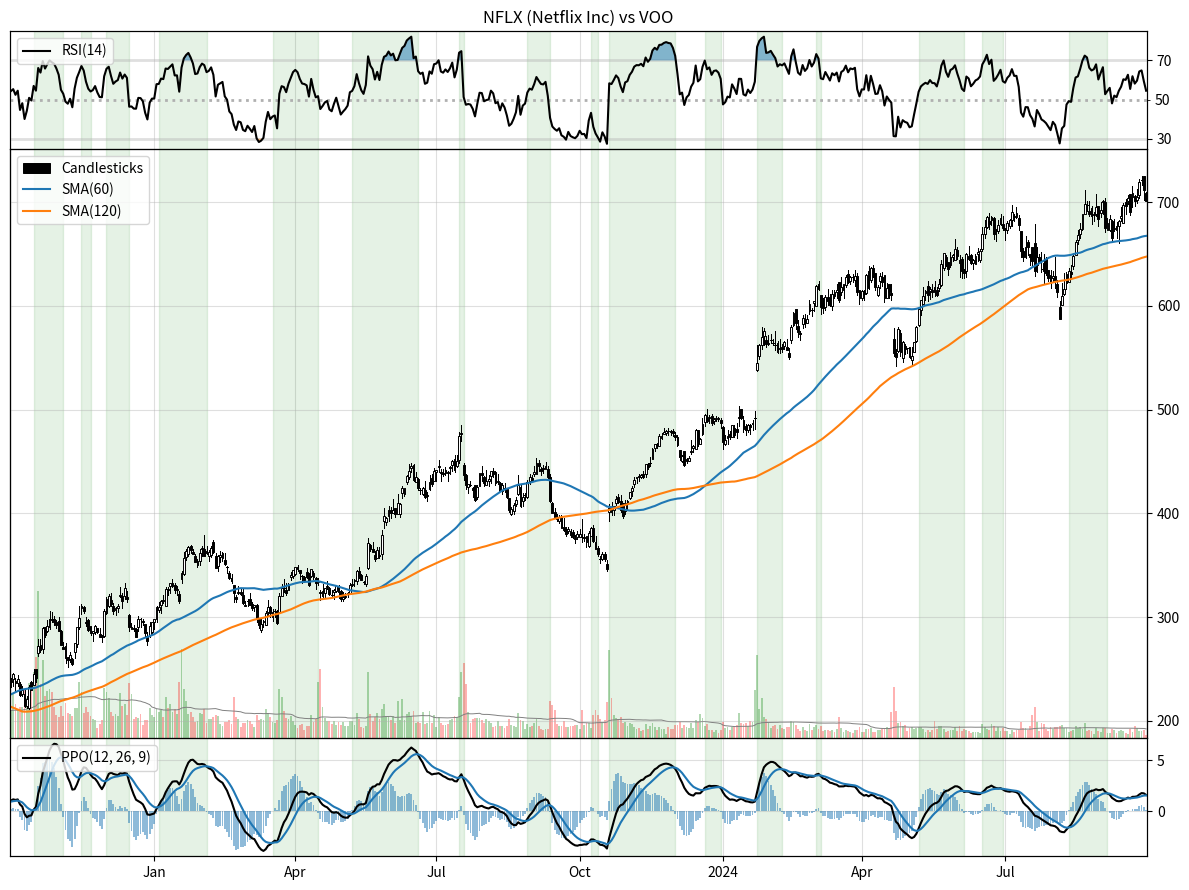 NFLX (Netflix Inc) vs VOO
RSI(14)
70
50
30
Candlesticks
SMA(60)
SMA(120)
700
600
500
400
300
200
PPO(12, 26, 9)
5
0
Jan Apr Jul Oct 2024 Apr Jul